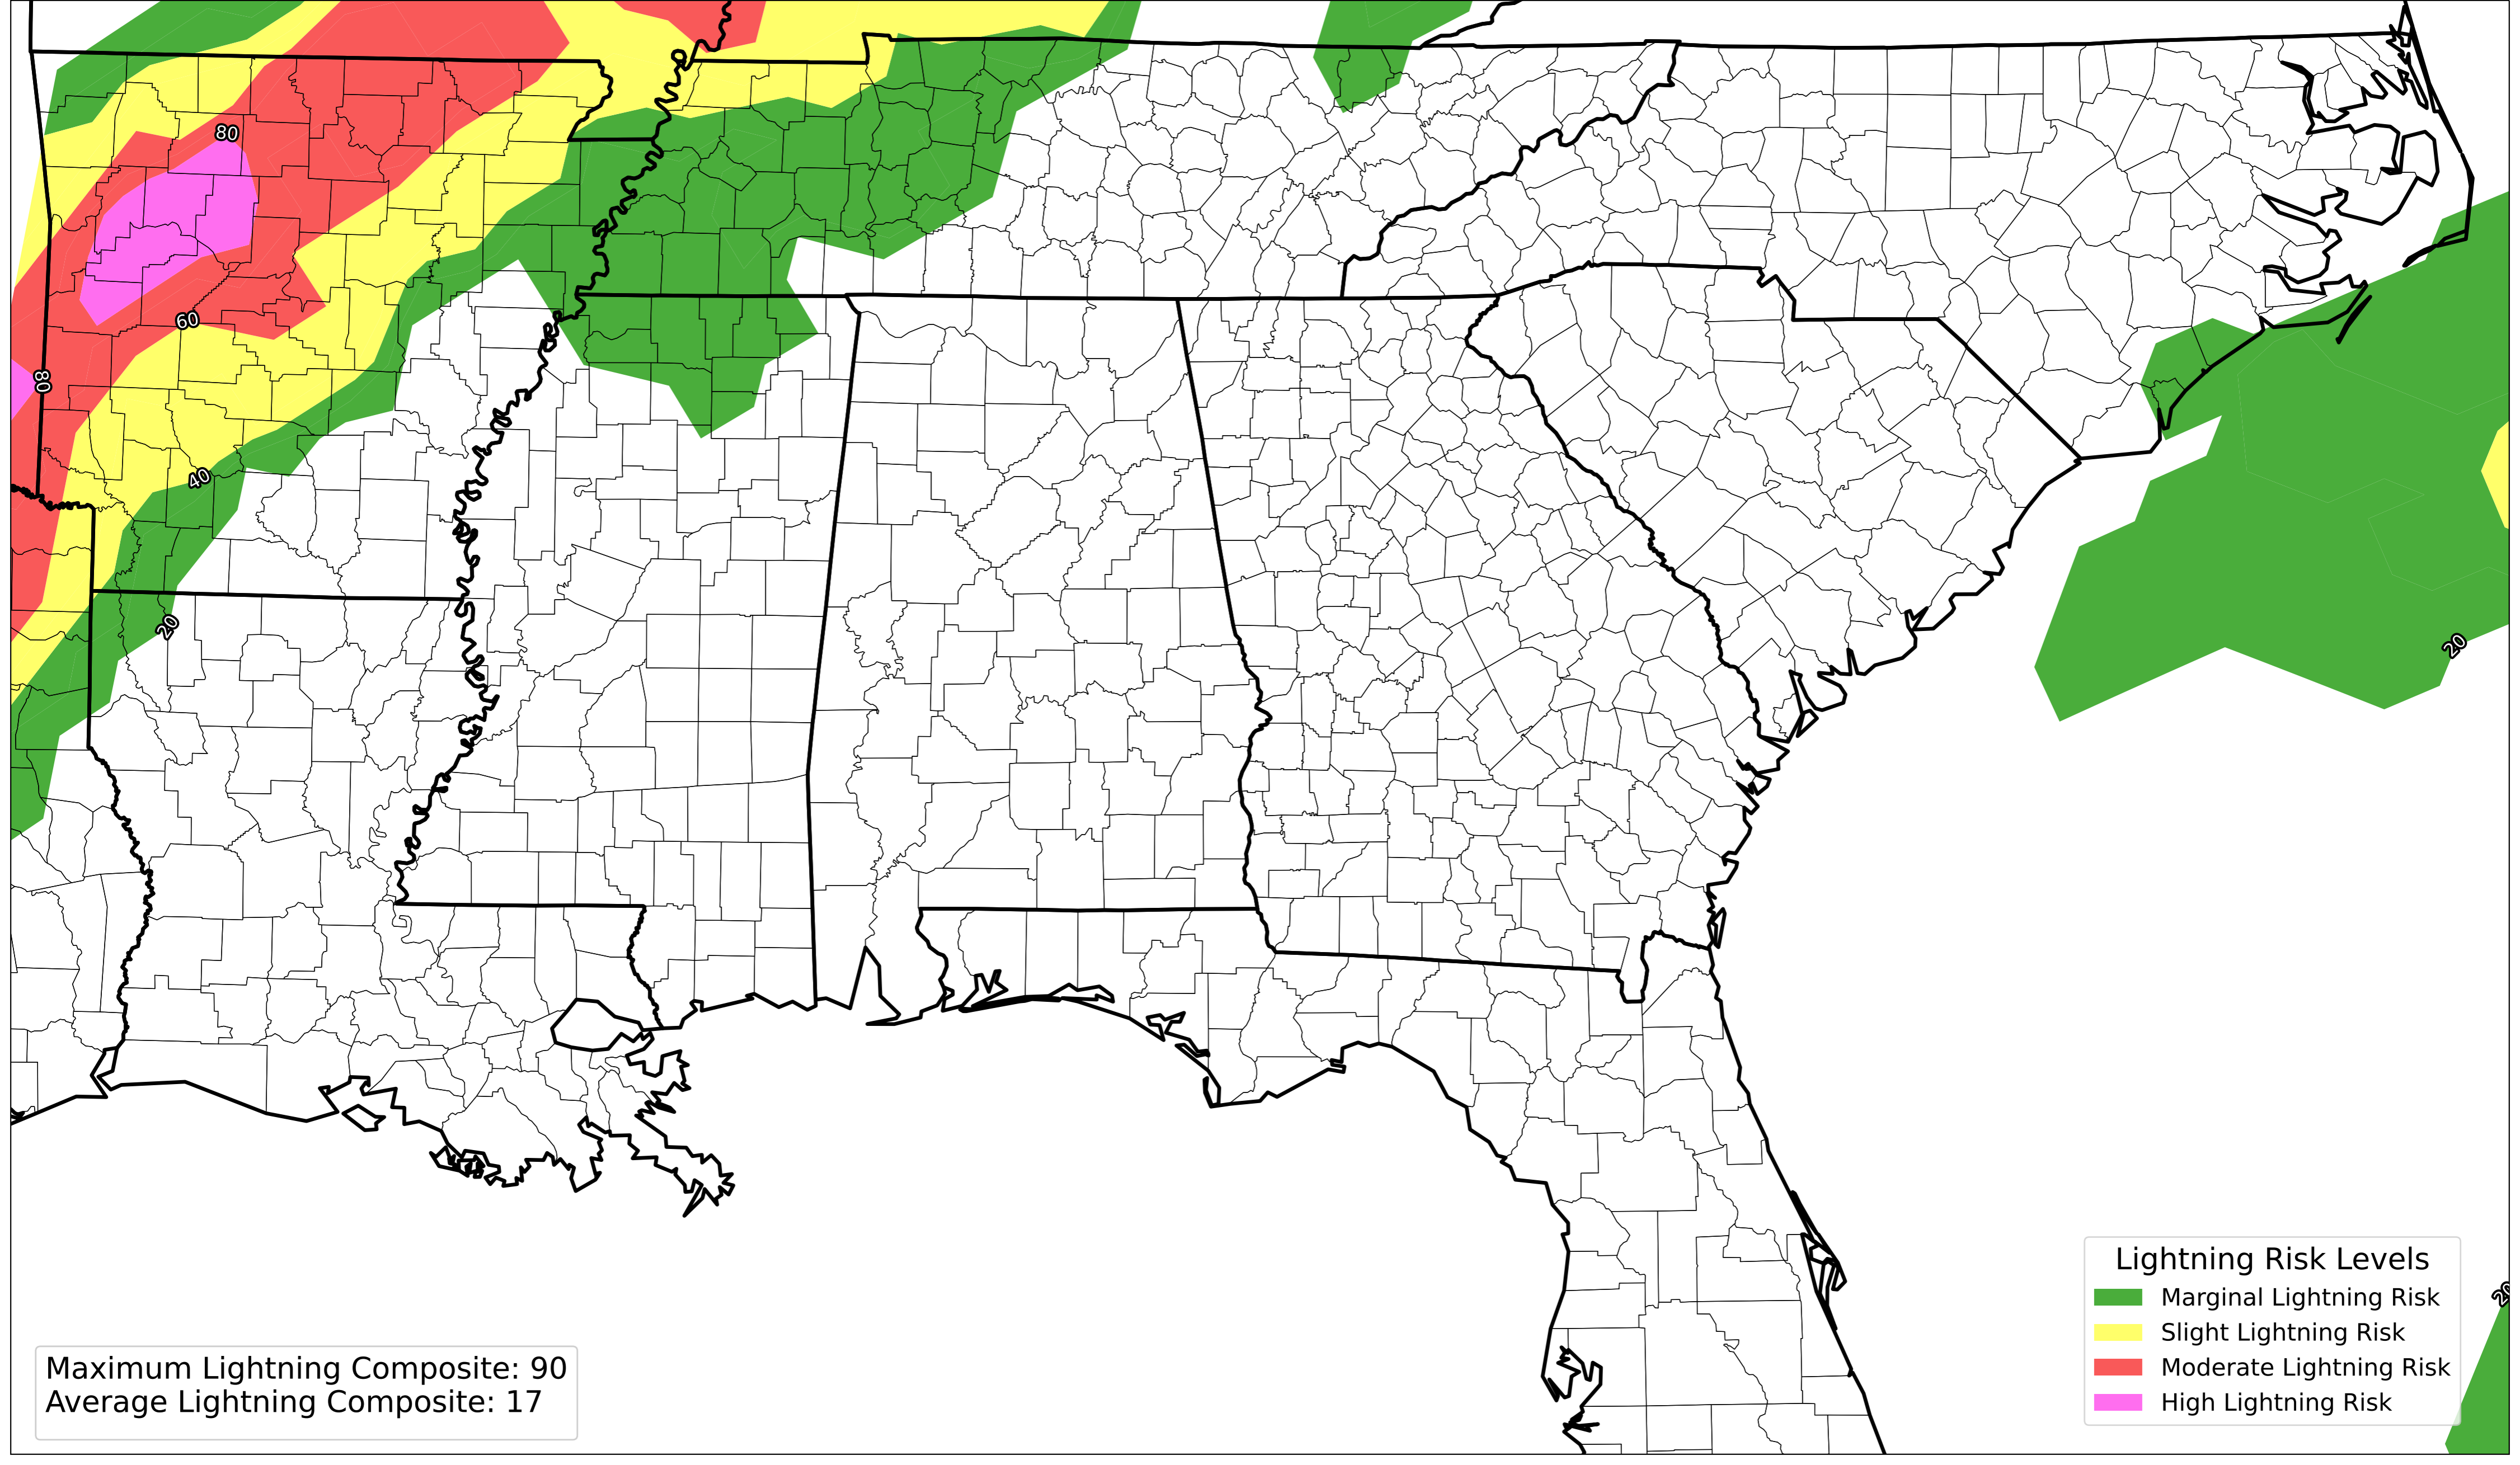 80
60
80
40
20
20
20
Lightning Risk Levels
Marginal Lightning Risk
Slight Lightning Risk
Moderate Lightning Risk
High Lightning Risk
Maximum Lightning Composite: 90
Average Lightning Composite: 17